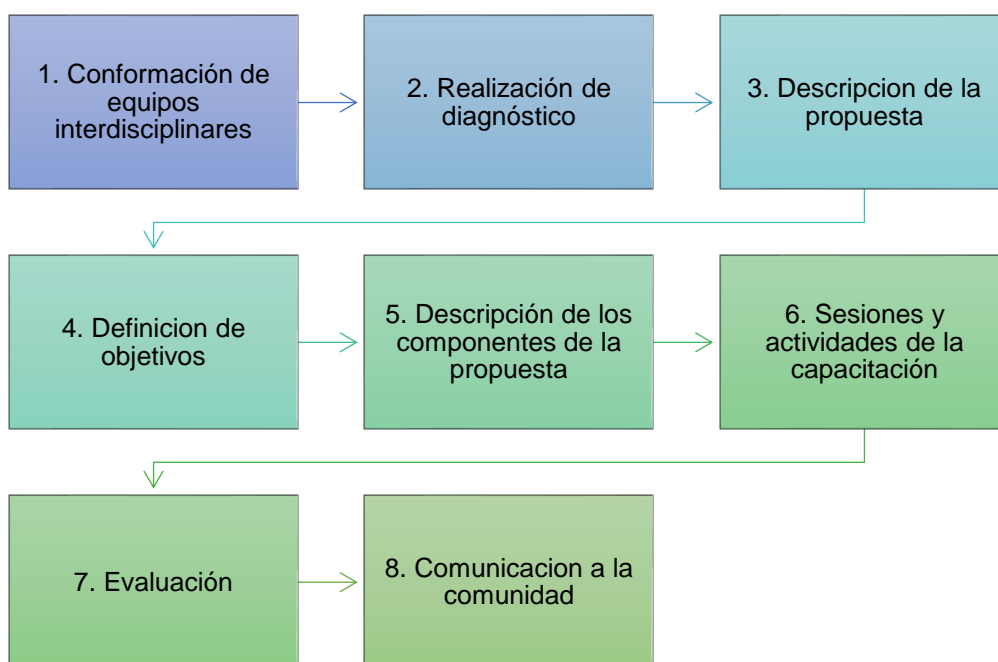 1. Conformación de
equipos
interdisciplinares
2. Realización de
diagnóstico
3. Descripcion de la
propuesta
4. Definicion de
objetivos
5. Descripción de los
componentes de la
propuesta
6. Sesiones y
actividades de la
capacitación
7. Evaluación
8. Comunicacion a la
comunidad